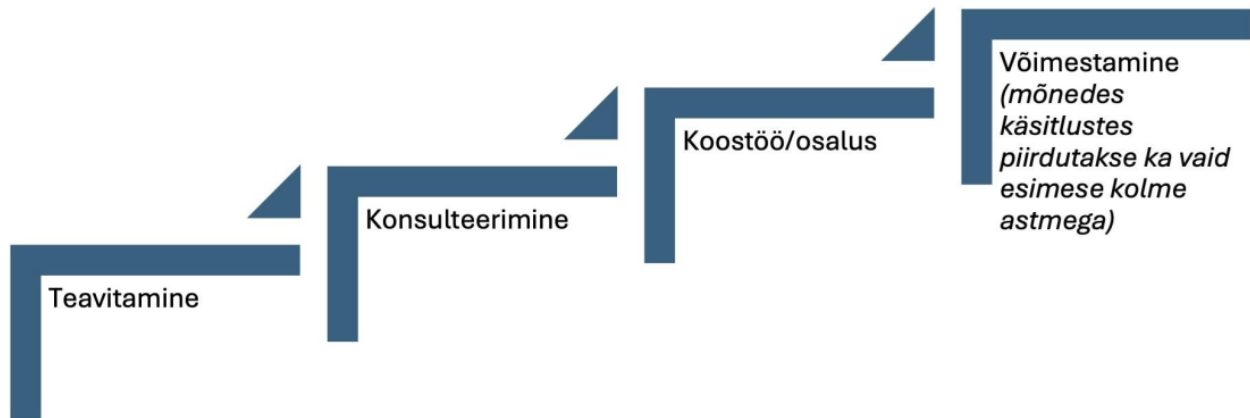 Teavitamine
Konsulteerimine
Koostöö/osalus
Võimestamine
(mõnedes
käsitlustes
piirdutakse ka vaid
esimese kolme
astmega)